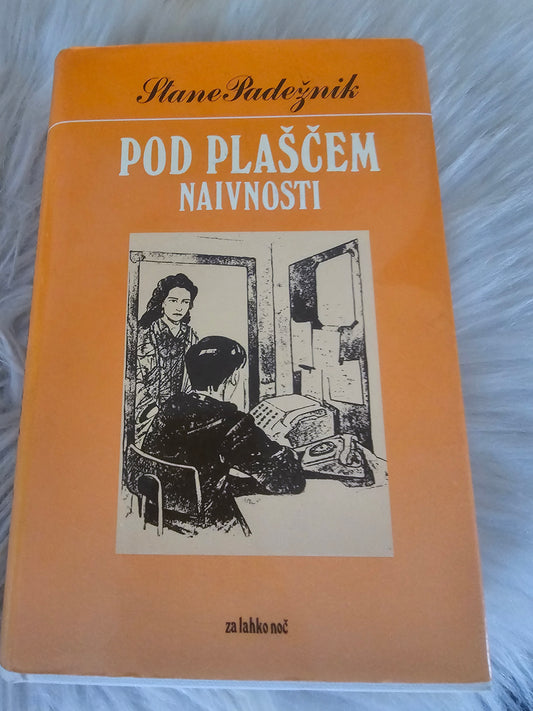 Stane Padežnik
POD PLAŠČEM
NAIVNOSTI
za lahko noč